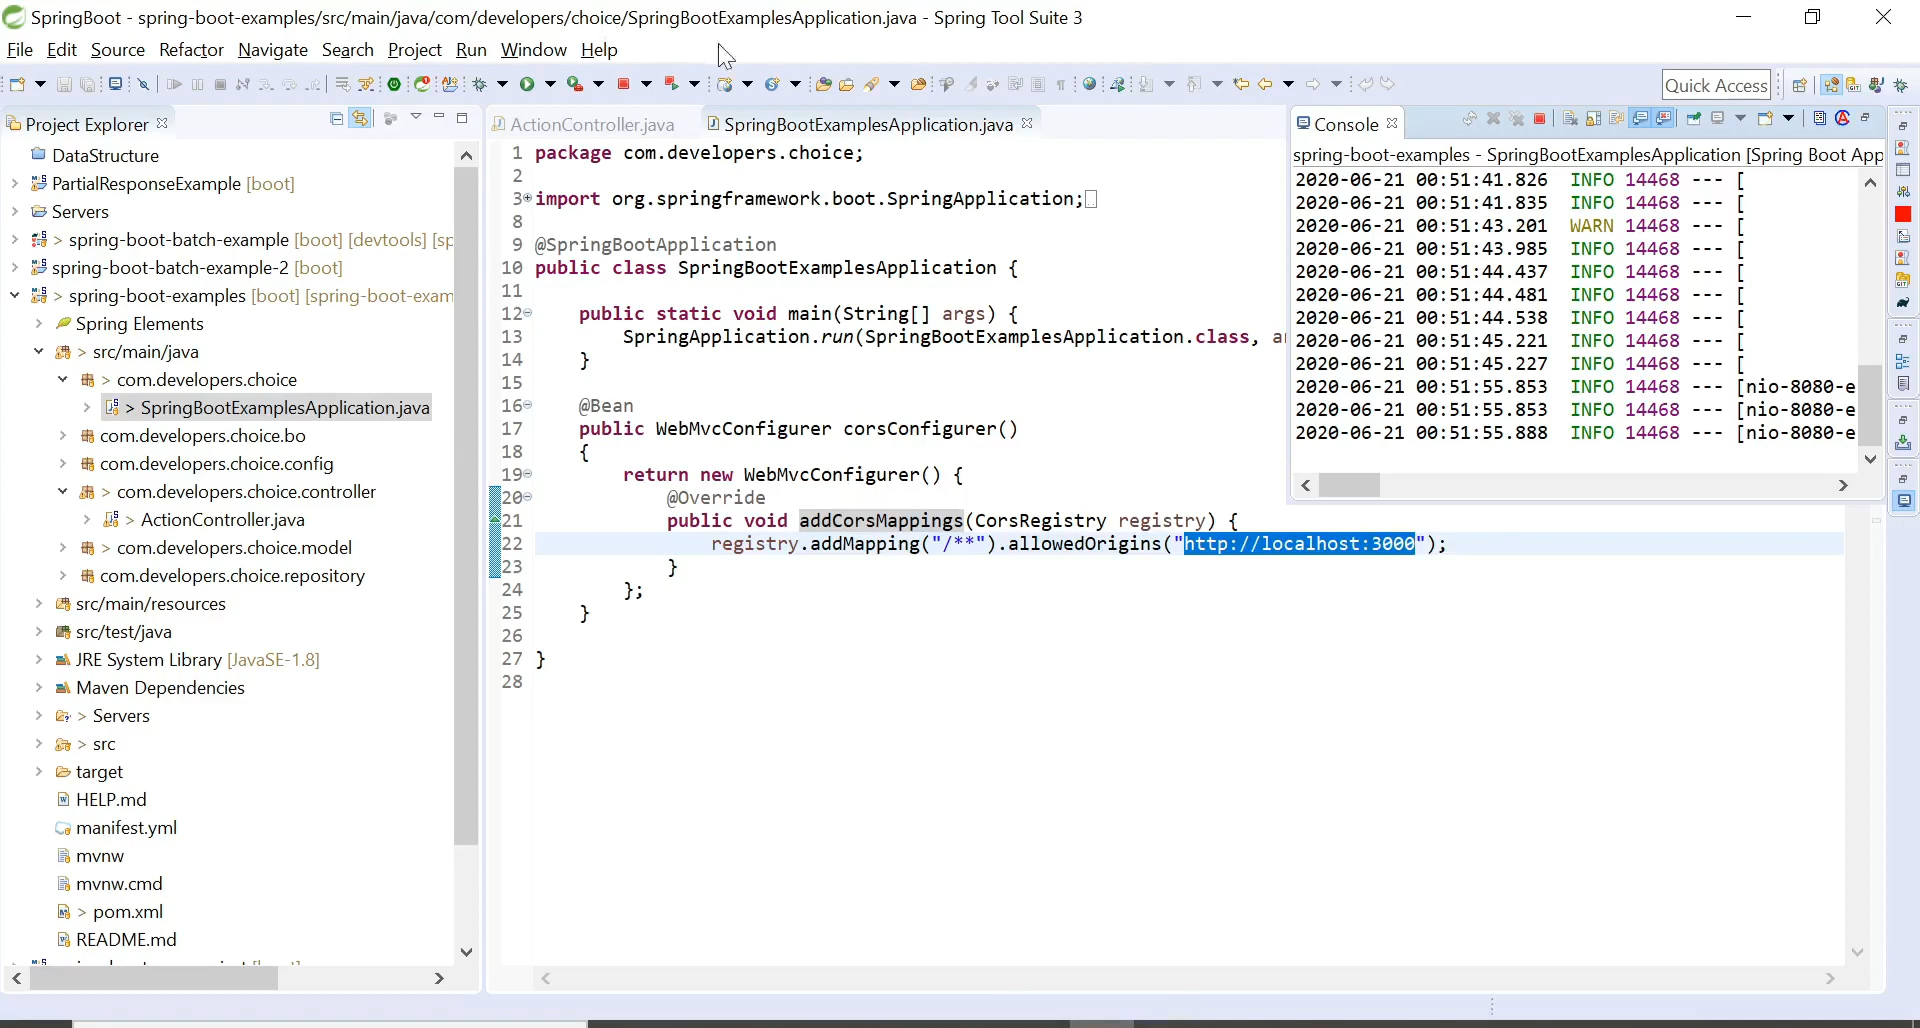 SpringBoot - spring-boot-examples/src/main/java/com/developers/choice/SpringBootExamplesApplication.java - Spring Tool Suite 3
File Edit Source Refactor Navigate Search Project Run Window Help
Quick Access
Project Explorer
DataStructure
PartialResponseExample [boot]
Servers
> spring-boot-batch-example [boot] [devtools] [sp
spring-boot-batch-example-2 [boot]
> spring-boot-examples [boot] [spring-boot-exam
Spring Elements
> src/main/java
> com.developers.choice
> SpringBootExamplesApplication.java
com.developers.choice.bo
com.developers.choice.config
> com.developers.choice.controller
> ActionController.java
> com.developers.choice.model
com.developers.choice.repository
src/main/resources
src/test/java
JRE System Library [JavaSE-1.8]
Maven Dependencies
> Servers
> src
target
HELP.md
manifest.yml
mvnw
mvnw.cmd
> pom.xml
README.md
ActionController.java
SpringBootExamplesApplication.java
1 package com.developers.choice;
2
3 import org.springframework.boot.SpringApplication;
8
9 @SpringBootApplication
10 public class SpringBootExamplesApplication {
11
12 public static void main(String[] args) {
13 SpringApplication.run(SpringBootExamplesApplication.class, a
14 }
15
16 @Bean
17 public WebMvcConfigurer corsConfigurer()
18 {
19 return new WebMvcConfigurer() {
20 @Override
21 public void addCorsMappings(CorsRegistry registry) {
22 registry.addMapping("/**").allowedOrigins("http://localhost:3000");
23 }
24 };
25 }
26
27 }
28
Console
spring-boot-examples - SpringBootExamplesApplication [Spring Boot App
2020-06-21 00:51:41.826 INFO 14468 --- [
2020-06-21 00:51:41.835 INFO 14468 --- [
2020-06-21 00:51:43.201 WARN 14468 --- [
2020-06-21 00:51:43.985 INFO 14468 --- [
2020-06-21 00:51:44.437 INFO 14468 --- [
2020-06-21 00:51:44.481 INFO 14468 --- [
2020-06-21 00:51:44.538 INFO 14468 --- [
2020-06-21 00:51:45.221 INFO 14468 --- [
2020-06-21 00:51:45.227 INFO 14468 --- [
2020-06-21 00:51:55.853 INFO 14468 --- [nio-8080-e
2020-06-21 00:51:55.853 INFO 14468 --- [nio-8080-e
2020-06-21 00:51:55.888 INFO 14468 --- [nio-8080-e